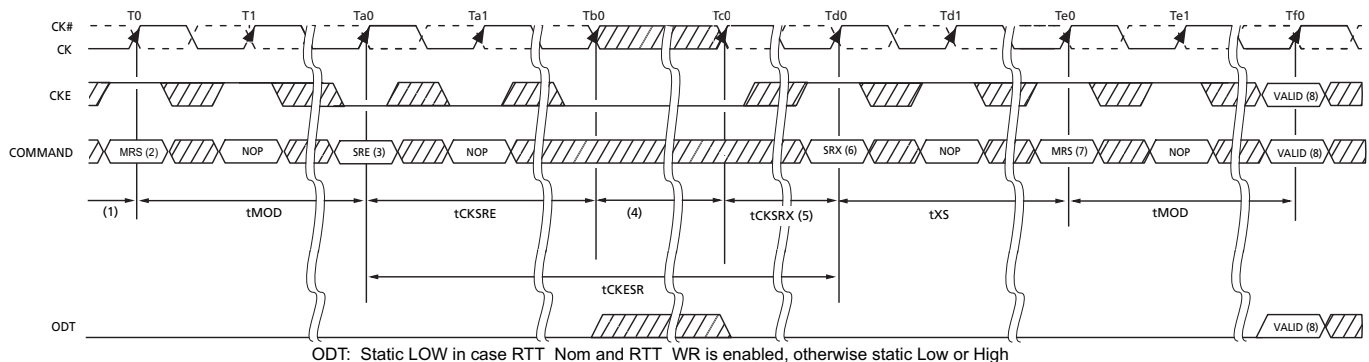 T0 T1 Ta0 Ta1 Tb0 Tc0 Td0 Td1 Te0 Te1 Tf0
CK#
CK
CKE VALID (8)
COMMAND MRS (2) NOP SRE (3) NOP SRX (6) NOP MRS (7) NOP VALID (8)
(1) tMOD tCKSRE (4) tCKSRX (5) tXS tMOD
tCKESR
ODT VALID (8)
ODT: Static LOW in case RTT_Nom and RTT_WR is enabled, otherwise static Low or High